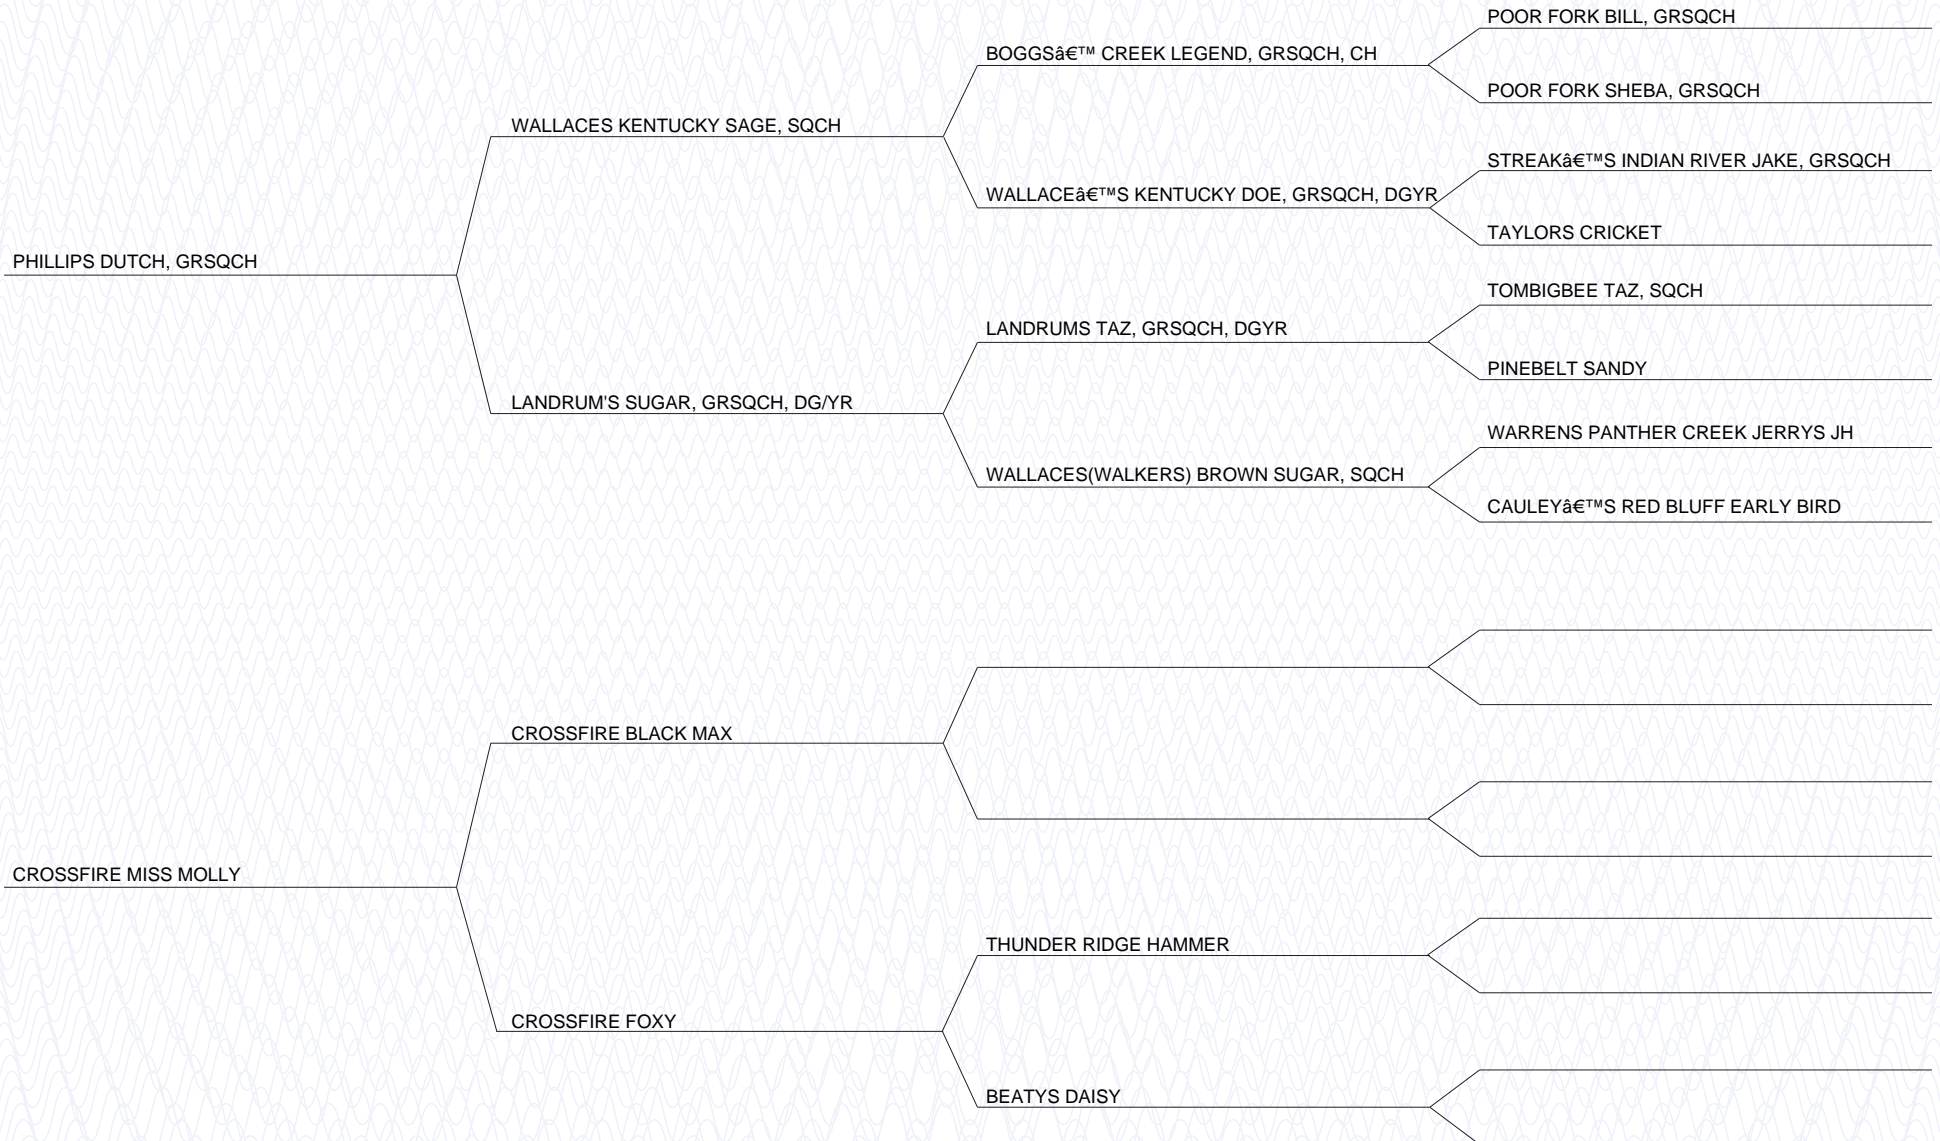 POOR FORK BILL, GRSQCH
BOGGSâ€™ CREEK LEGEND, GRSQCH, CH
POOR FORK SHEBA, GRSQCH
WALLACES KENTUCKY SAGE, SQCH
STREAKâ€™S INDIAN RIVER JAKE, GRSQCH
WALLACEâ€™S KENTUCKY DOE, GRSQCH, DGYR
TAYLORS CRICKET
PHILLIPS DUTCH, GRSQCH
TOMBIGBEE TAZ, SQCH
LANDRUMS TAZ, GRSQCH, DGYR
PINEBELT SANDY
LANDRUM'S SUGAR, GRSQCH, DG/YR
WARRENS PANTHER CREEK JERRYS JH
WALLACES(WALKERS) BROWN SUGAR, SQCH
CAULEYâ€™S RED BLUFF EARLY BIRD
CROSSFIRE BLACK MAX
CROSSFIRE MISS MOLLY
THUNDER RIDGE HAMMER
CROSSFIRE FOXY
BEATYS DAISY